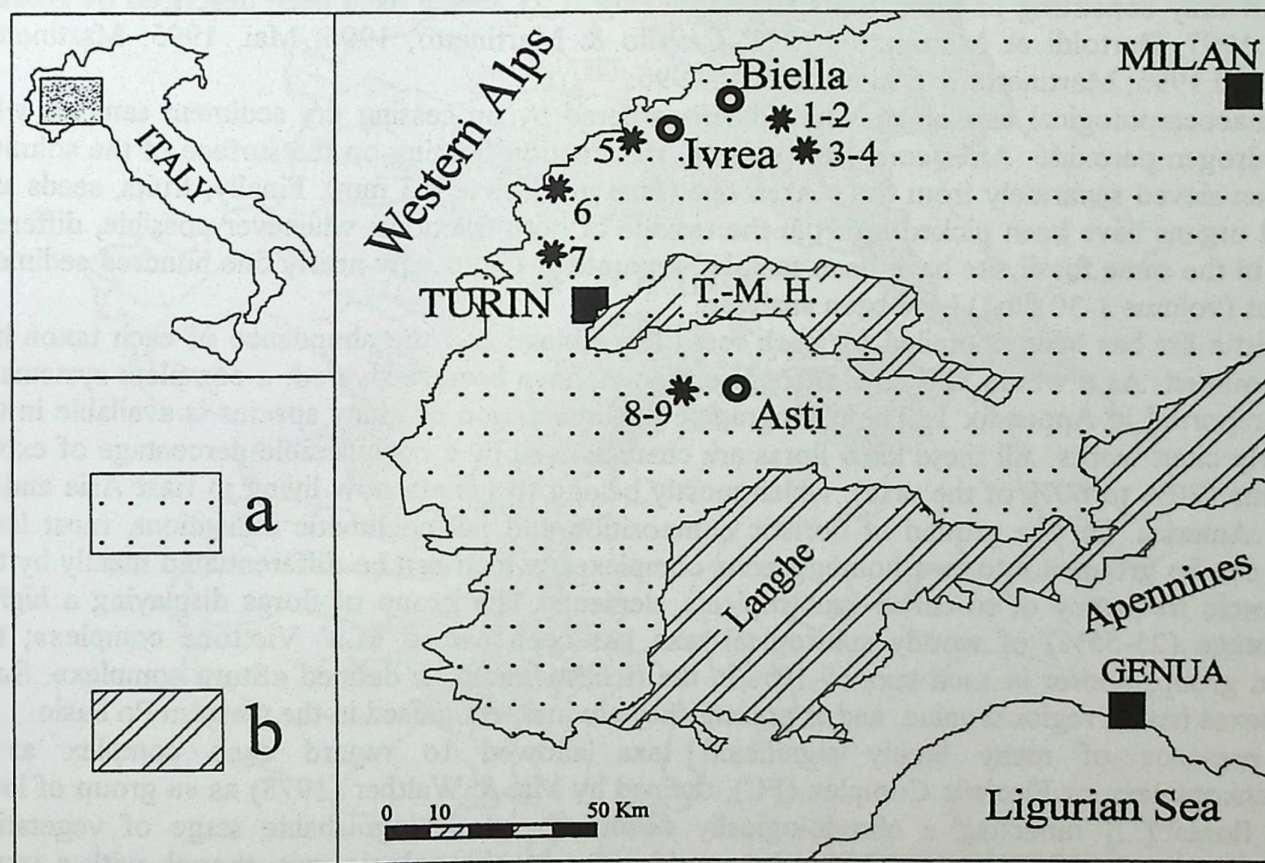 MILAN
Biella
1-2
Western Alps
5
Ivrea
3-4
6
7
ITALY
TURIN
T.-M. H.
8-9
Asti
a
Langhe
Apennines
b
GENUA
0 10 50 Km
Ligurian Sea